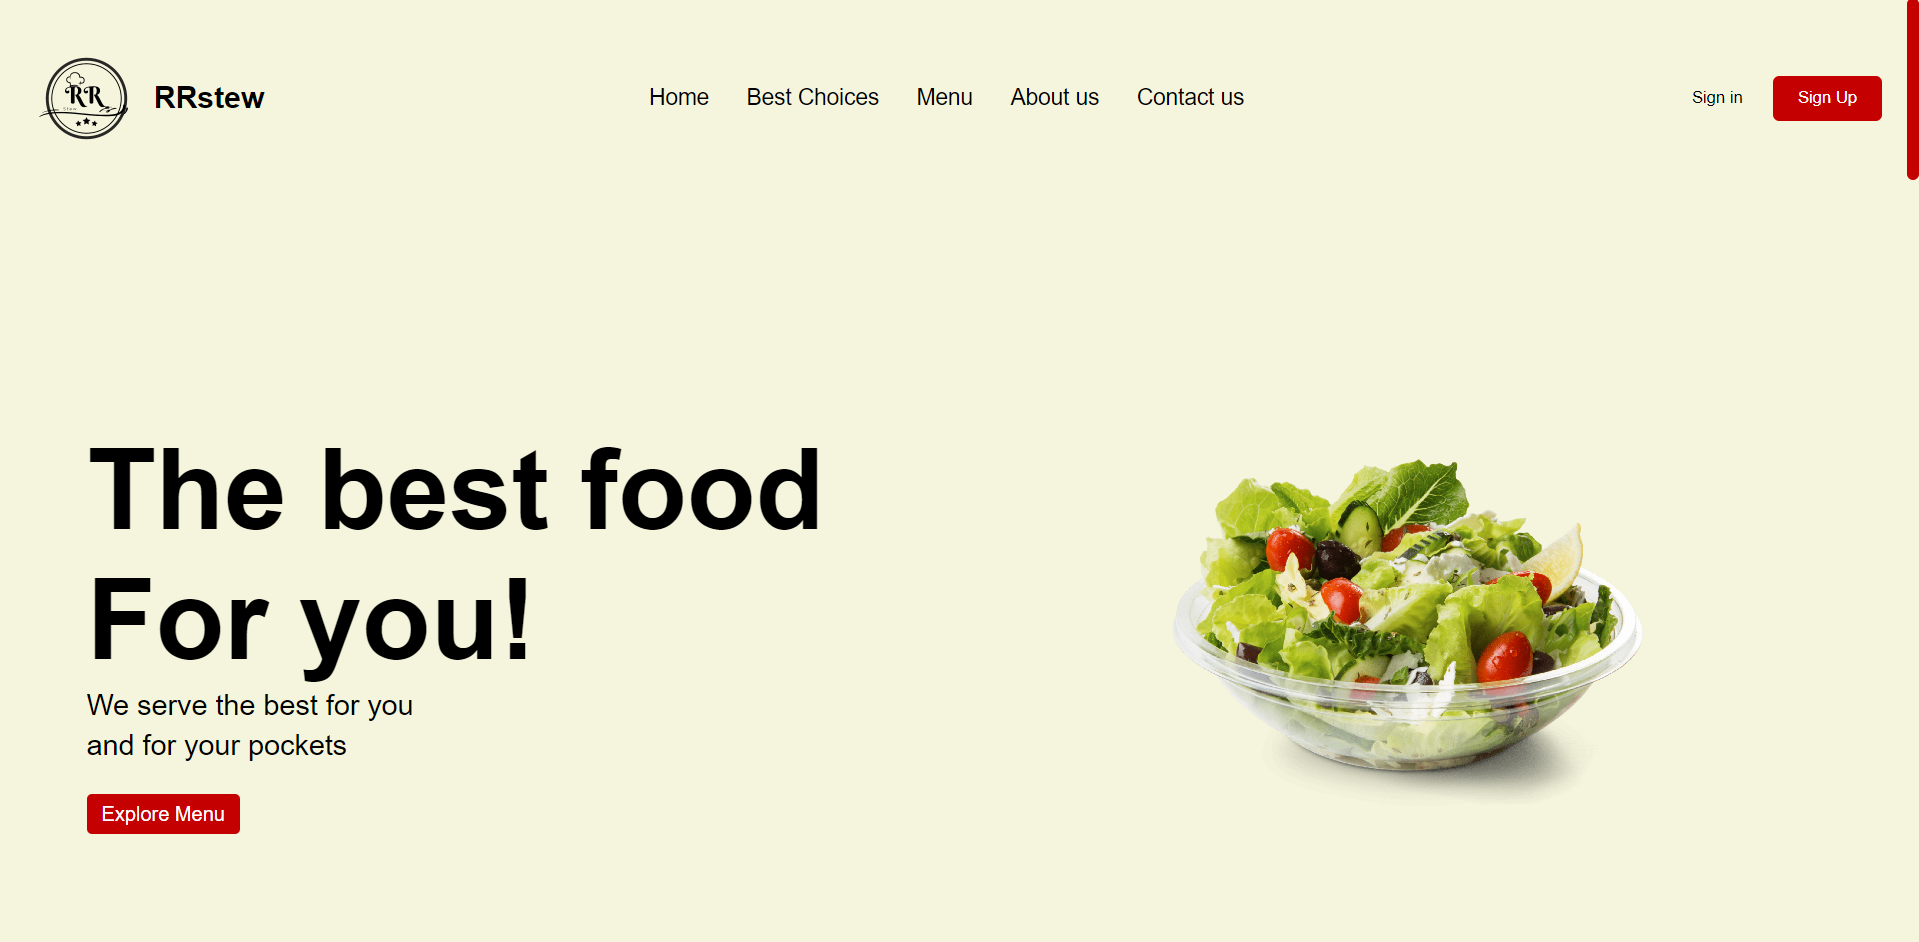 RR
Stew
RRstew
Home
Best Choices
Menu
About us
Contact us
Sign in
Sign Up
The best food
For you!
We serve the best for you
and for your pockets
Explore Menu